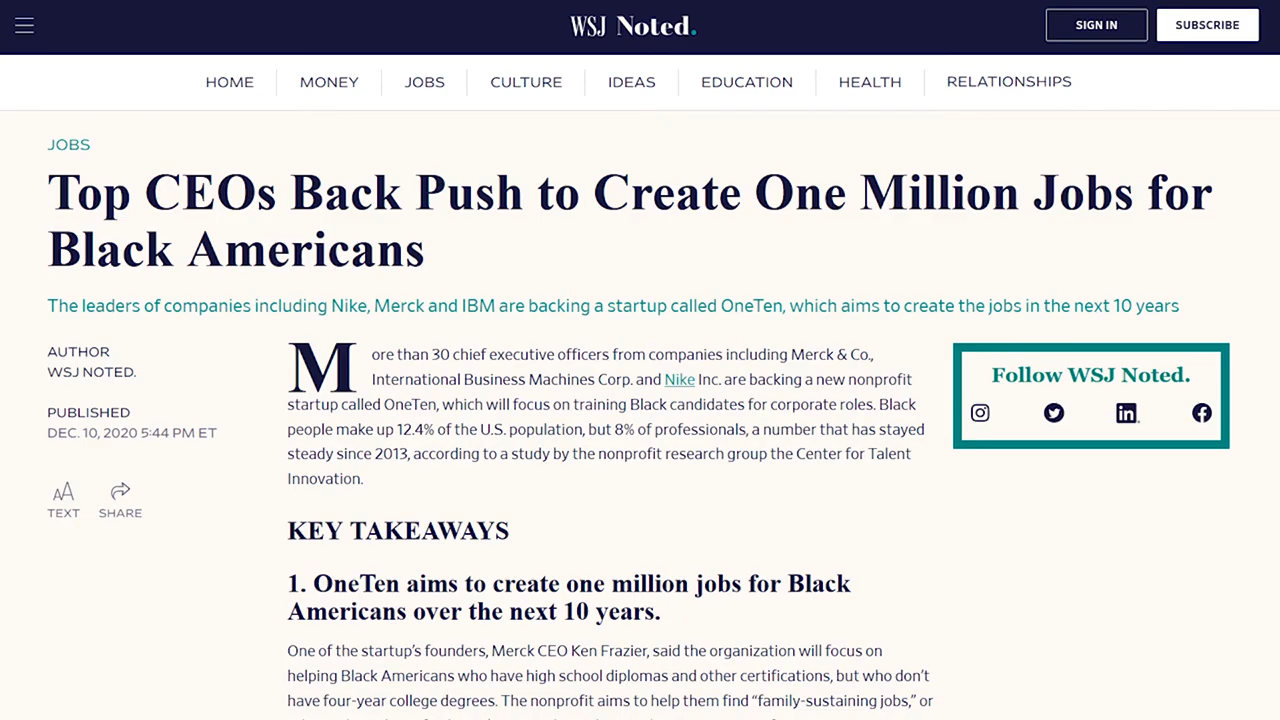 WSJ Noted.
SIGN IN
SUBSCRIBE
HOME
MONEY
JOBS
CULTURE
IDEAS
EDUCATION
HEALTH
RELATIONSHIPS
JOBS
Top CEOs Back Push to Create One Million Jobs for
Black Americans
The leaders of companies including Nike, Merck and IBM are backing a startup called OneTen, which aims to create the jobs in the next 10 years
AUTHOR
WSJ NOTED.
PUBLISHED
DEC. 10, 2020 5:44 PM ET
AA
TEXT
SHARE
More than 30 chief executive officers from companies including Merck & Co.,
International Business Machines Corp. and Nike Inc. are backing a new nonprofit
startup called OneTen, which will focus on training Black candidates for corporate roles. Black
people make up 12.4% of the U.S. population, but 8% of professionals, a number that has stayed
steady since 2013, according to a study by the nonprofit research group the Center for Talent
Innovation.
KEY TAKEAWAYS
1. OneTen aims to create one million jobs for Black
Americans over the next 10 years.
One of the startup's founders, Merck CEO Ken Frazier, said the organization will focus on
helping Black Americans who have high school diplomas and other certifications, but who don't
have four-year college degrees. The nonprofit aims to help them find "family-sustaining jobs," or
Follow WSJ Noted.